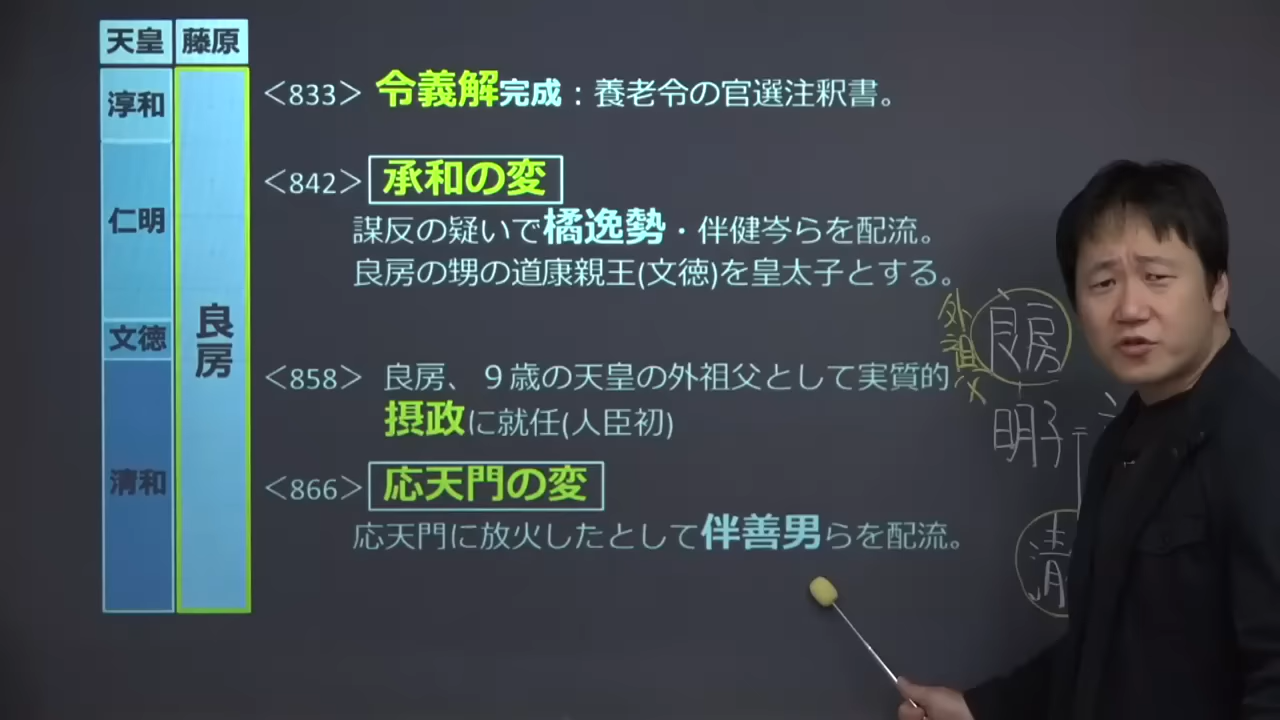 天皇 藤原
淳和
仁明
文徳
清和
良房
<833> 令義解完成：養老令の官選注釈書。
<842> 承和の変
謀反の疑いで橘逸勢・伴健岑らを配流。
良房の甥の道康親王(文徳)を皇太子とする。
<858> 良房、９歳の天皇の外祖父として実質的
摂政に就任(人臣初)
<866> 応天門の変
応天門に放火したとして伴善男らを配流。
外祖父
良房
明子
清